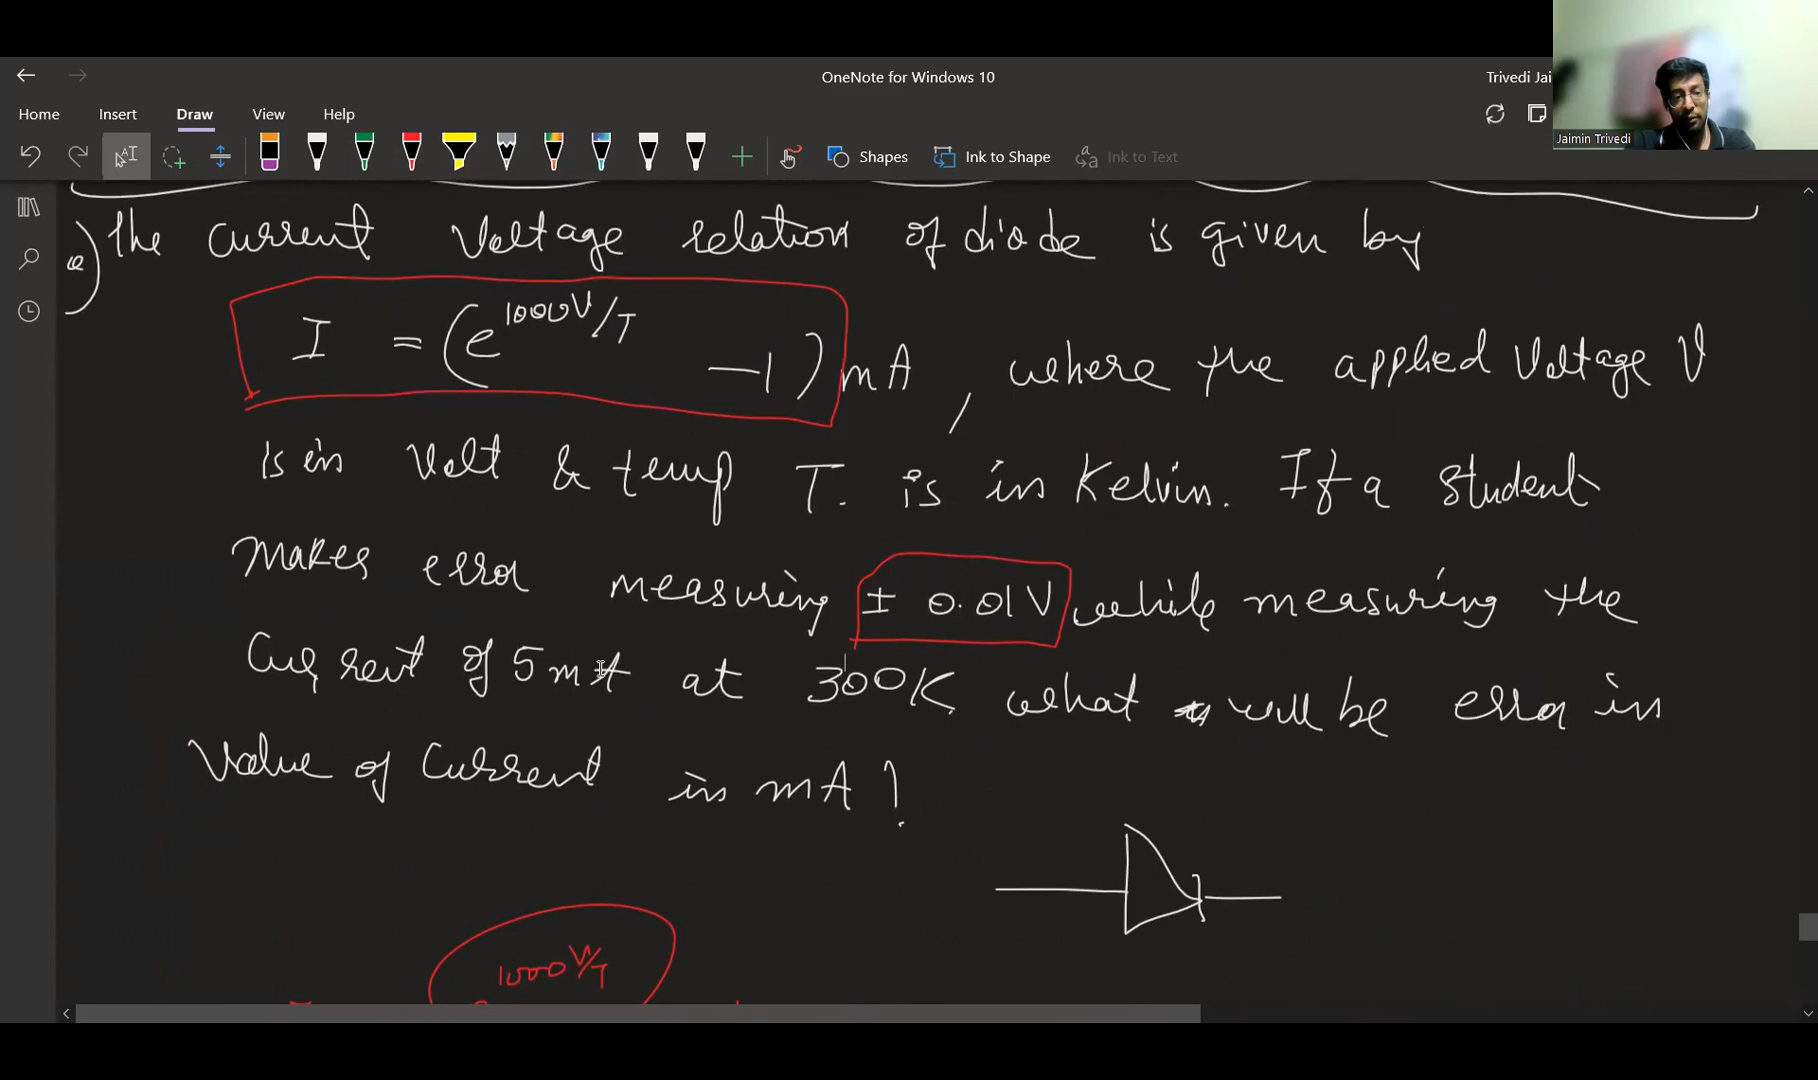 OneNote for Windows 10
Trivedi Jai
Home Insert Draw View Help
Jaimin Trivedi
Shapes Link to Shape Link to Text
Q) The current Voltage relation of diode is given by
I = (e^1000V/T -1) mA, where the applied Voltage V
is in Volt & temp T. is in Kelvin. If a student
makes error measuring ± 0.01V while measuring the
Current of 5mA at 300K what will be error in
Value of Current in mA ?
1000 V/T